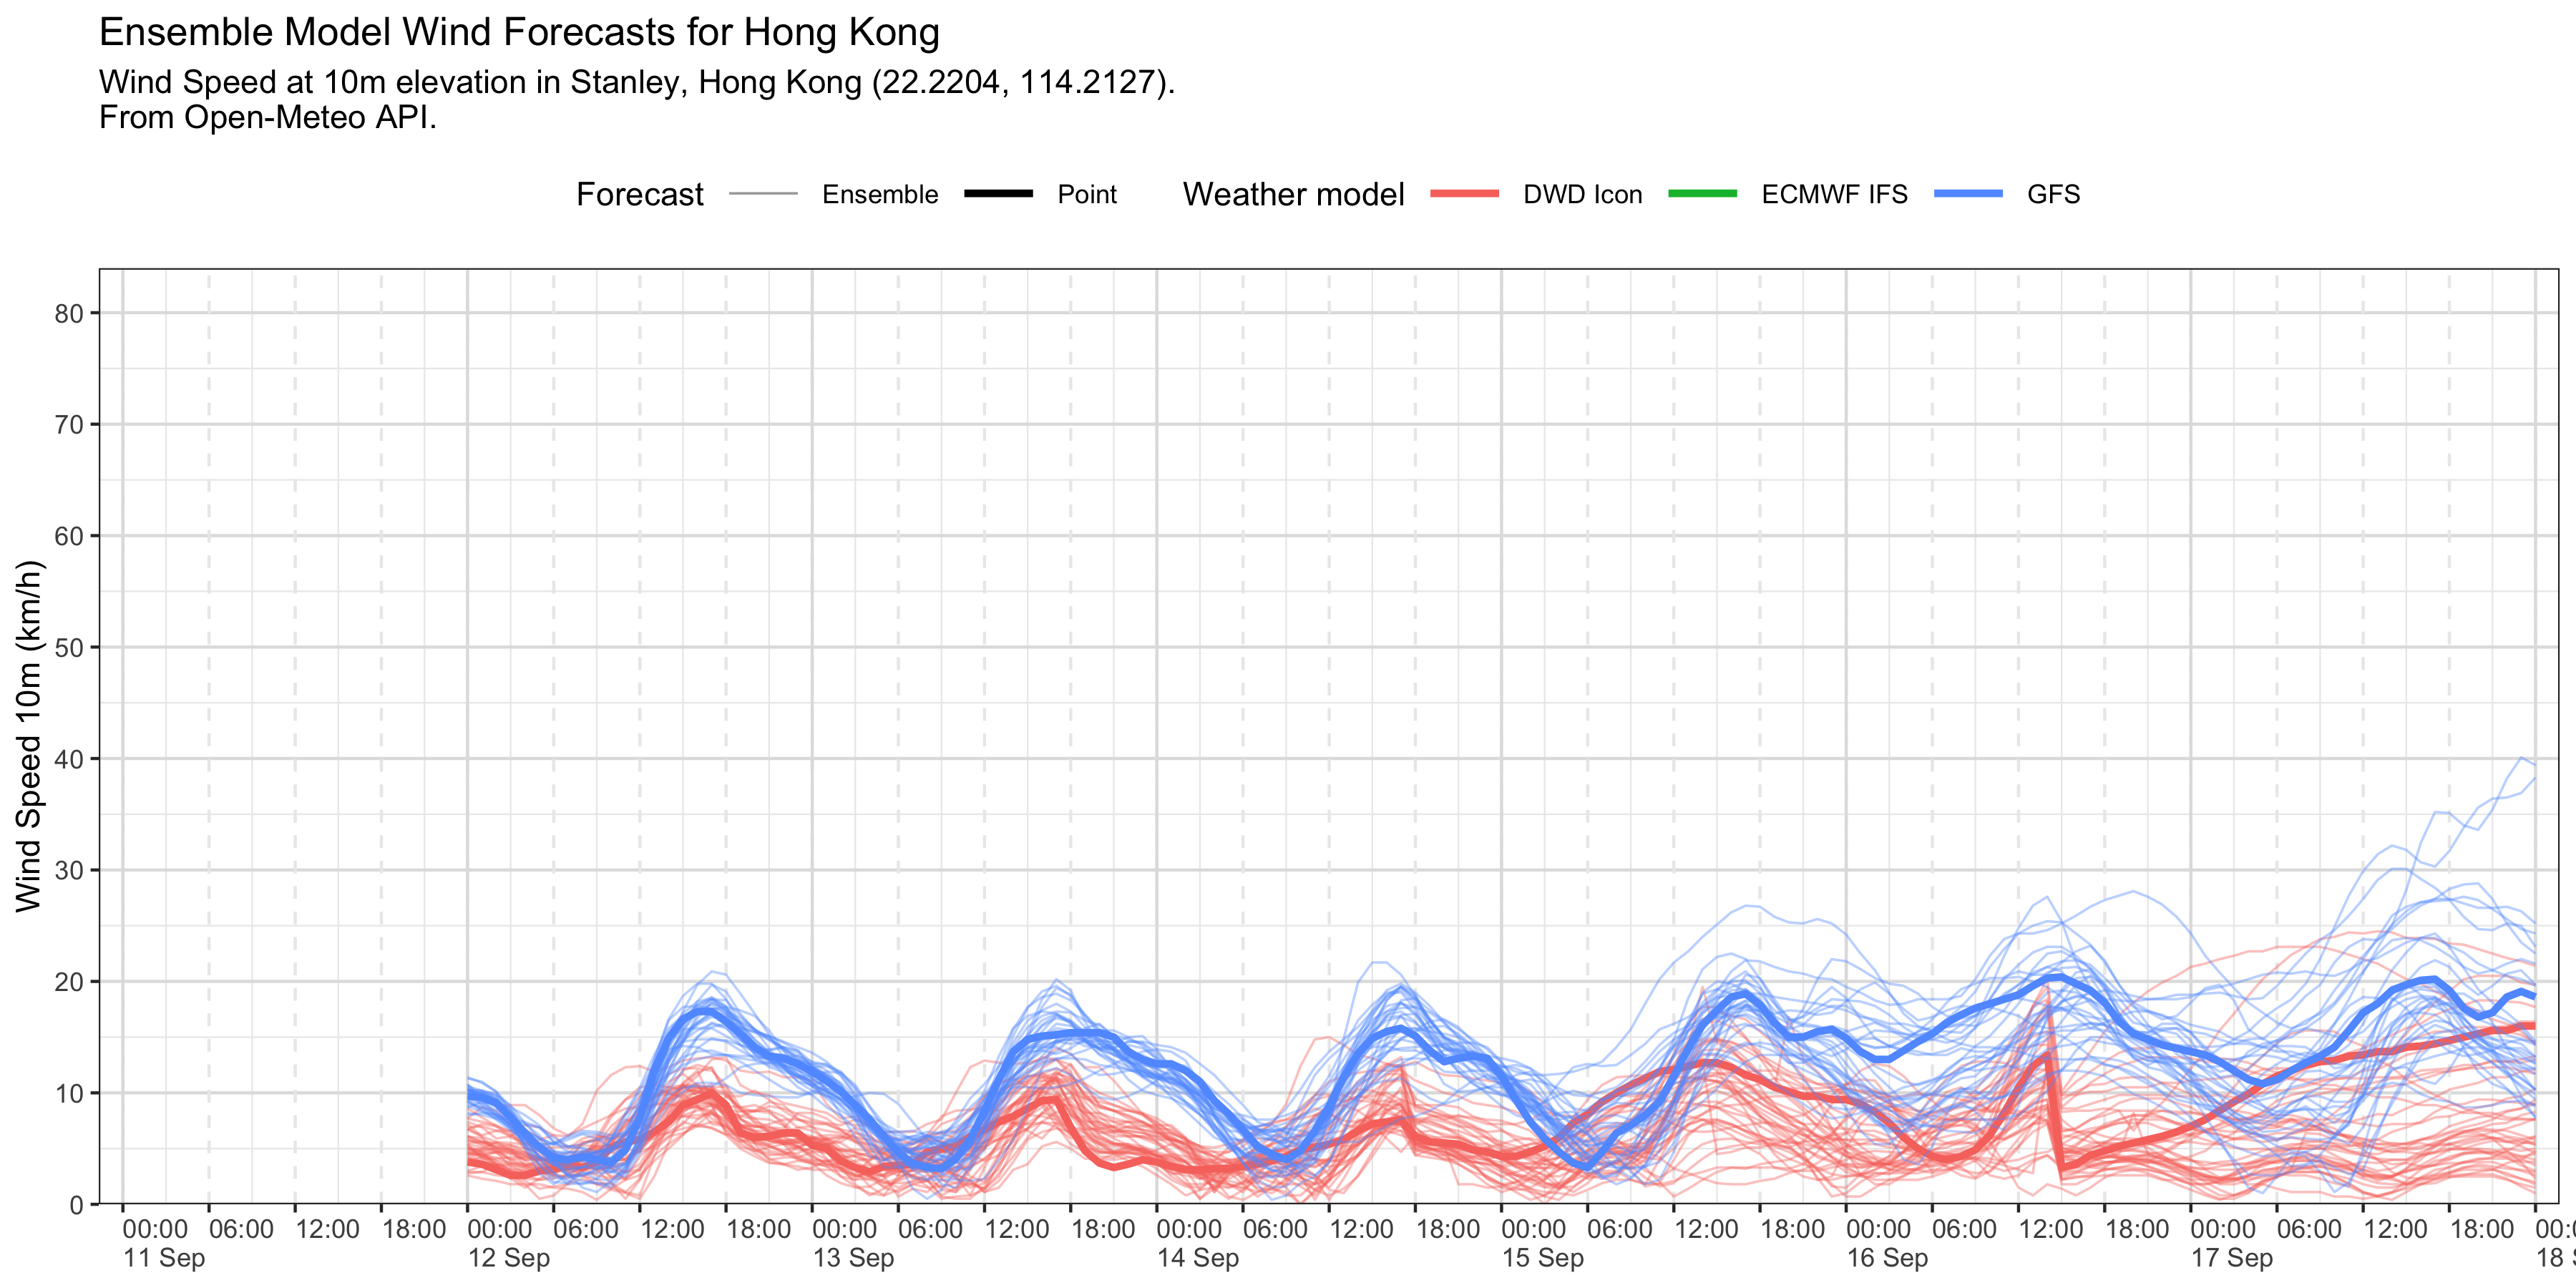 Ensemble Model Wind Forecasts for Hong Kong
Wind Speed at 10m elevation in Stanley, Hong Kong (22.2204, 114.2127).
From Open-Meteo API.
Forecast Ensemble Point Weather model DWD Icon ECMWF IFS GFS
Wind Speed 10m (km/h)
80
70
60
50
40
30
20
10
0
00:00 06:00 12:00 18:00 00:00 06:00 12:00 18:00 00:00 06:00 12:00 18:00 00:00 06:00 12:00 18:00 00:00 06:00 12:00 18:00 00:00 06:00 12:00 18:00 00:00 06:00 12:00 18:00
11 Sep 12 Sep 13 Sep 14 Sep 15 Sep 16 Sep 17 Sep 18